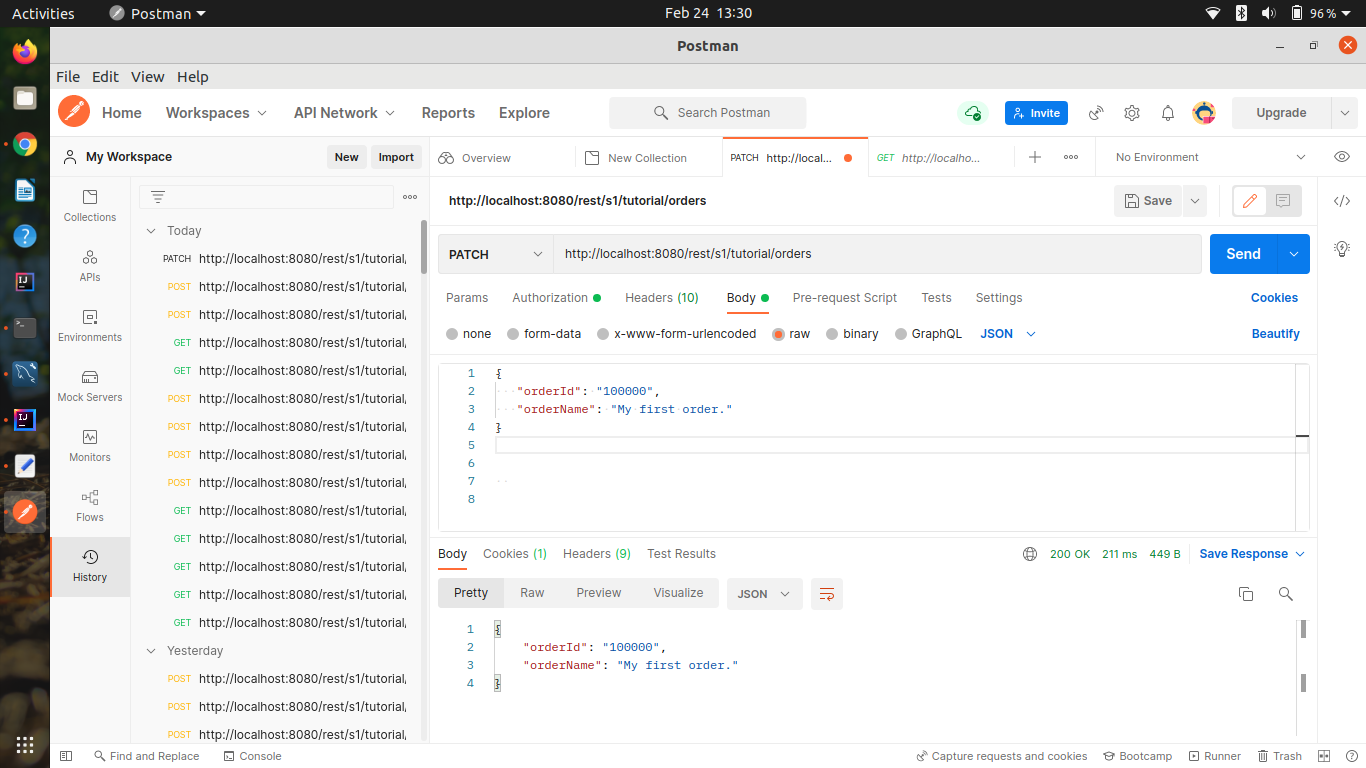 Activities Postman Feb 24 13:30 96 %
Postman
File Edit View Help
Home Workspaces API Network Reports Explore Search Postman Invite Upgrade
My Workspace New Import Overview New Collection PATCH http://local... GET http://localho... No Environment
http://localhost:8080/rest/s1/tutorial/orders Save
Collections
APIs
Environments
Mock Servers
Monitors
Flows
History
Today
PATCH http://localhost:8080/rest/s1/tutorial/
POST http://localhost:8080/rest/s1/tutorial/
POST http://localhost:8080/rest/s1/tutorial/
GET http://localhost:8080/rest/s1/tutorial/
GET http://localhost:8080/rest/s1/tutorial/
POST http://localhost:8080/rest/s1/tutorial/
POST http://localhost:8080/rest/s1/tutorial/
POST http://localhost:8080/rest/s1/tutorial/
POST http://localhost:8080/rest/s1/tutorial/
GET http://localhost:8080/rest/s1/tutorial/
GET http://localhost:8080/rest/s1/tutorial/
GET http://localhost:8080/rest/s1/tutorial/
GET http://localhost:8080/rest/s1/tutorial/
GET http://localhost:8080/rest/s1/tutorial/
Yesterday
POST http://localhost:8080/rest/s1/tutorial/
POST http://localhost:8080/rest/s1/tutorial/
POST http://localhost:8080/rest/s1/tutorial/
PATCH http://localhost:8080/rest/s1/tutorial/orders Send
Params Authorization Headers (10) Body Pre-request Script Tests Settings Cookies
none form-data x-www-form-urlencoded raw binary GraphQL JSON Beautify
1 {
2 "orderId": "100000",
3 "orderName": "My first order."
4 }
5
6
7
8
Body Cookies (1) Headers (9) Test Results 200 OK 211 ms 449 B Save Response
Pretty Raw Preview Visualize JSON
1 {
2 "orderId": "100000",
3 "orderName": "My first order."
4 }
Find and Replace Console Capture requests and cookies Bootcamp Runner Trash